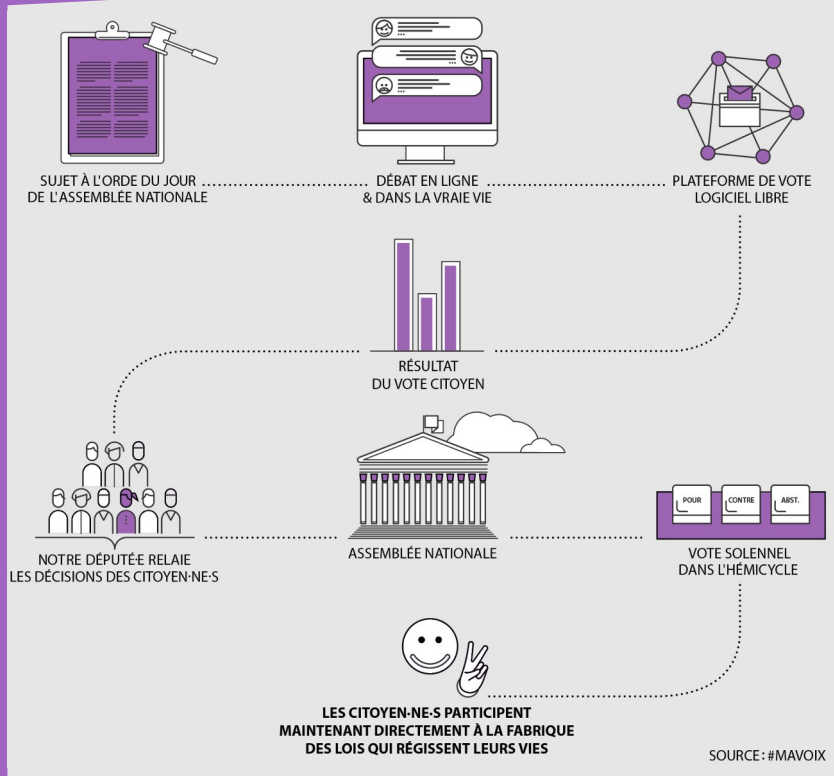 SUJET À L'ORDE DU JOUR
DE L'ASSEMBLÉE NATIONALE
DÉBAT EN LIGNE
& DANS LA VRAIE VIE
PLATEFORME DE VOTE
LOGICIEL LIBRE
RÉSULTAT
DU VOTE CITOYEN
NOTRE DÉPUTÉ·E RELAIE
LES DÉCISIONS DES CITOYEN·NE·S
ASSEMBLÉE NATIONALE
POUR
CONTRE
ABST.
VOTE SOLENNEL
DANS L'HÉMICYCLE
LES CITOYEN·NE·S PARTICIPENT
MAINTENANT DIRECTEMENT À LA FABRIQUE
DES LOIS QUI RÉGISSENT LEURS VIES
SOURCE : #MAVOIX